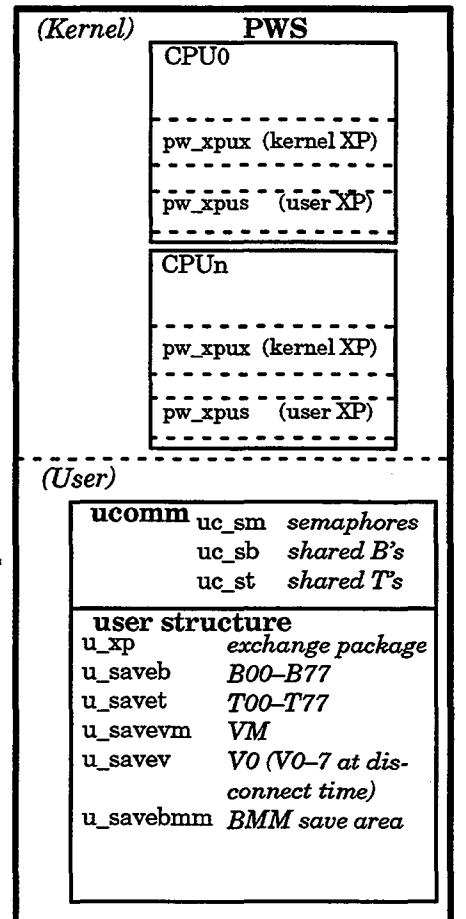 (Kernel) PWS
CPU0
pw_xpux (kernel XP)
pw_xpus (user XP)
CPUn
pw_xpux (kernel XP)
pw_xpus (user XP)
(User)
ucomm uc_sm semaphores
uc_sb shared B's
uc_st shared T's
user structure
u_xp exchange package
u_saveb B00–B77
u_savet T00–T77
u_savevm VM
u_savev V0 (V0–7 at dis-
connect time)
u_savebmm BMM save area